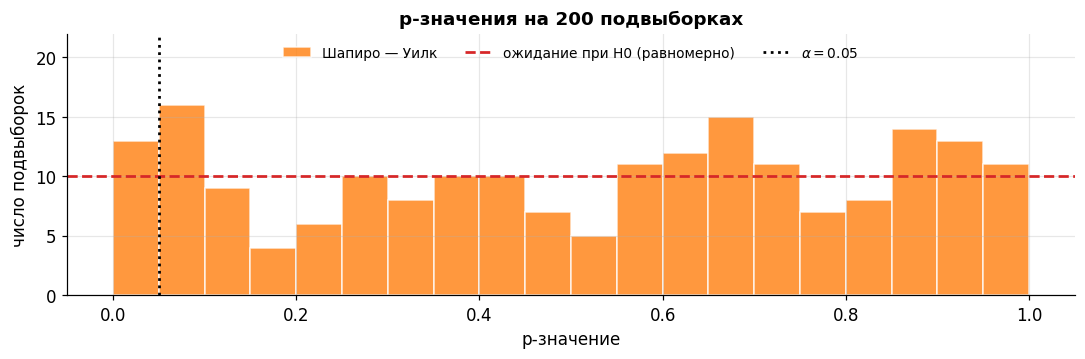 p-значения на 200 подвыборках
Шапиро — Уилк
ожидание при H0 (равномерно)
α = 0.05
число подвыборок
20
15
10
5
0
0.0 0.2 0.4 0.6 0.8 1.0
p-значение